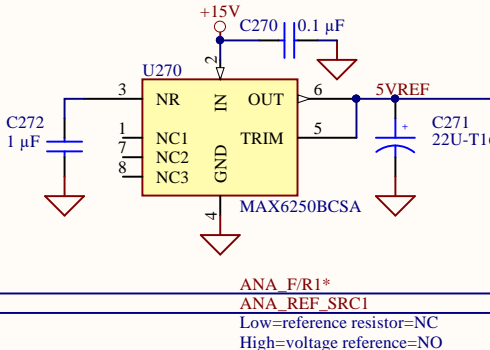 +15V
C270
0.1 µF
2
U270
3
NR
IN
OUT
6
5VREF
C272
1 µF
C271
22U-T16
1
NC1
TRIM
5
7
NC2
8
NC3
GND
4
MAX6250BCSA
ANA_F/R1*
ANA_REF_SRC1
Low=reference resistor=NC
High=voltage reference=NO